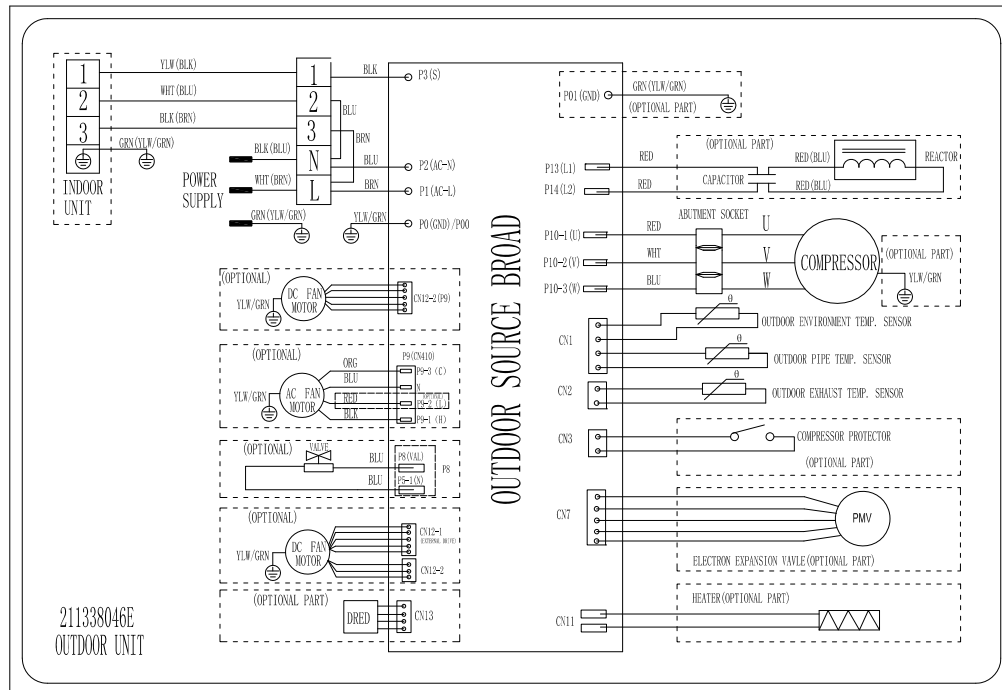 1
2
3
INDOOR
UNIT
YLW(BLK)
WHT(BLU)
BLK(BRN)
GRN(YLW/GRN)
1
2
3
N
L
BLK
BLU
BRN
BLU
BRN
BLK(BLU)
WHT(BRN)
POWER
SUPPLY
GRN(YLW/GRN)
YLW/GRN
P3(S)
P2(AC-N)
P1(AC-L)
P0(GND)/P00
(OPTIONAL)
DC FAN
MOTOR
YLW/GRN
CN12-2(P9)
(OPTIONAL)
AC FAN
MOTOR
YLW/GRN
ORG
BLU
RED
BLK
P9(CN410)
P9-3 (C)
N
(OPTIONAL)
P9-2 (L)
P9-1 (H)
(OPTIONAL)
VALVE
BLU
BLU
P8(VAL)
P5-1(N)
P8
(OPTIONAL)
DC FAN
MOTOR
YLW/GRN
CN12-1
(EXTERNAL DRIVE)
CN12-2
(OPTIONAL PART)
DRED
CN13
211338046E
OUTDOOR UNIT
OUTDOOR SOURCE BROAD
P01(GND)
GRN(YLW/GRN)
(OPTIONAL PART)
P13(L1)
P14(L2)
RED
RED
(OPTIONAL PART)
CAPACITOR
RED(BLU)
RED(BLU)
REACTOR
ABUTMENT SOCKET
P10-1(U)
P10-2(V)
P10-3(W)
RED
WHT
BLU
U
V
W
COMPRESSOR
(OPTIONAL PART)
YLW/GRN
CN1
θ
OUTDOOR ENVIRONMENT TEMP. SENSOR
θ
OUTDOOR PIPE TEMP. SENSOR
CN2
θ
OUTDOOR EXHAUST TEMP. SENSOR
CN3
COMPRESSOR PROTECTOR
(OPTIONAL PART)
CN7
PMV
ELECTRON EXPANSION VAVLE(OPTIONAL PART)
HEATER(OPTIONAL PART)
CN11